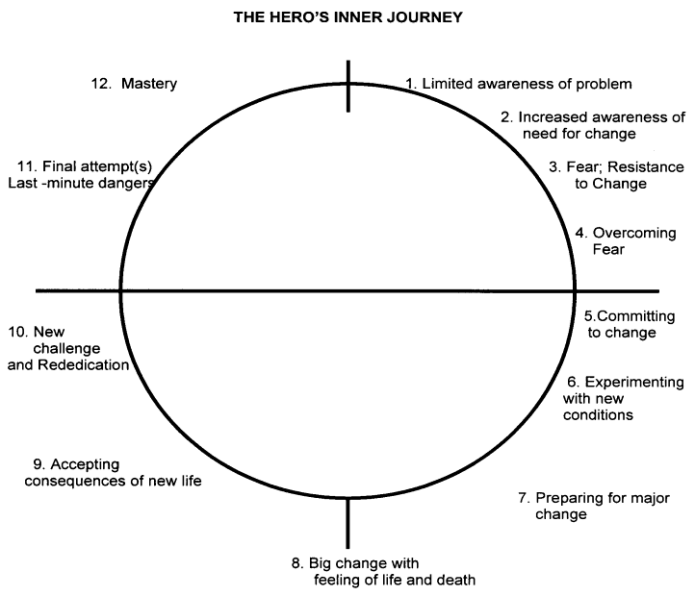 THE HERO'S INNER JOURNEY
12. Mastery
1. Limited awareness of problem
2. Increased awareness of
need for change
11. Final attempt(s)
Last -minute dangers
3. Fear; Resistance
to Change
4. Overcoming
Fear
5.Committing
to change
10. New
challenge
and Rededication
6. Experimenting
with new
conditions
9. Accepting
consequences of new life
7. Preparing for major
change
8. Big change with
feeling of life and death